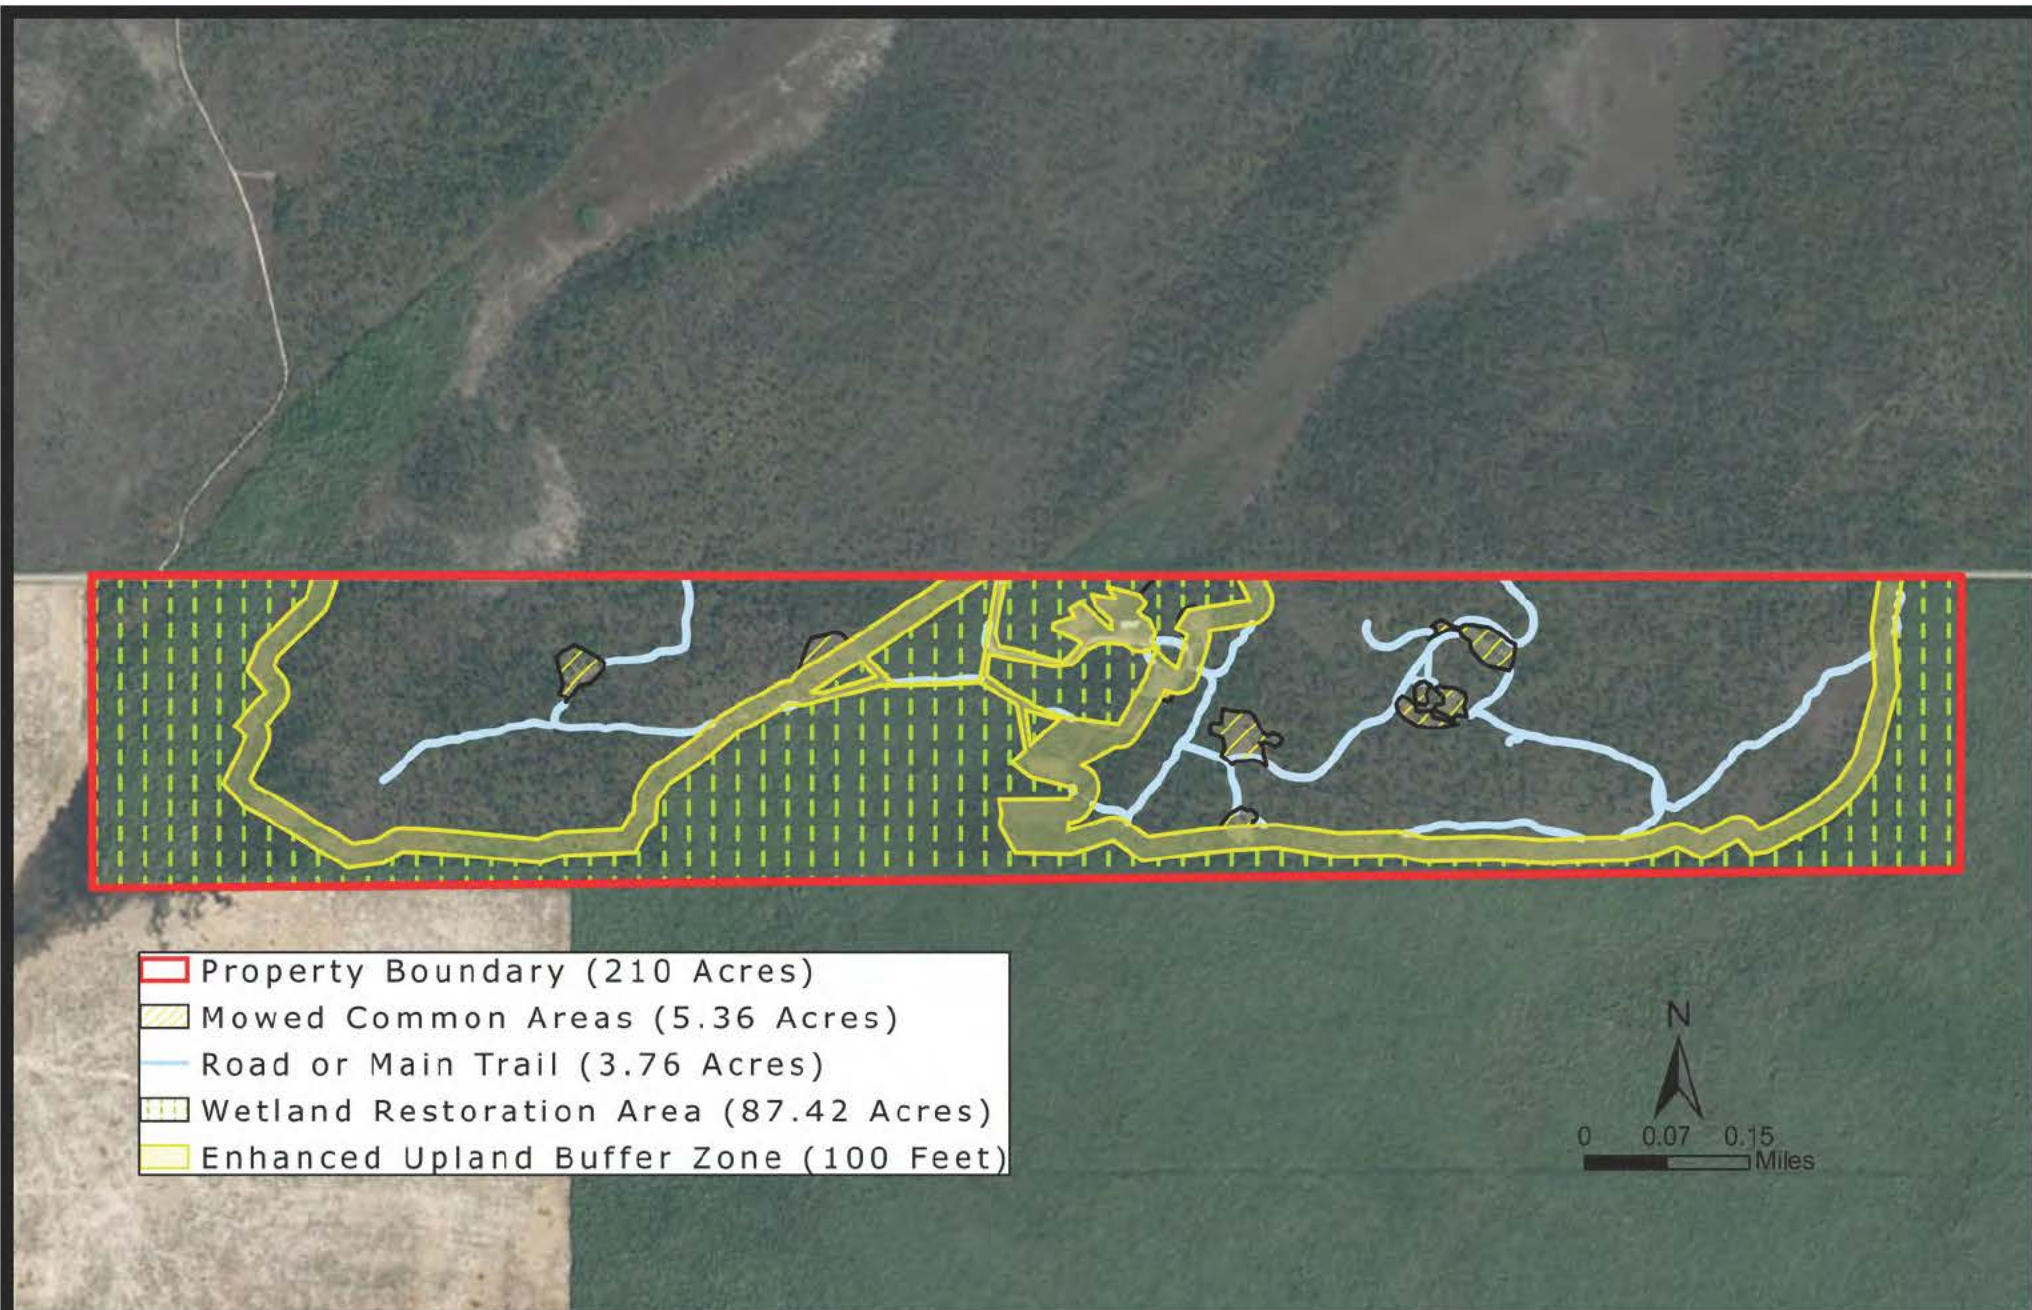 Property Boundary (210 Acres)
Mowed Common Areas (5.36 Acres)
Road or Main Trail (3.76 Acres)
Wetland Restoration Area (87.42 Acres)
Enhanced Upland Buffer Zone (100 Feet)
N
0 0.07 0.15
Miles